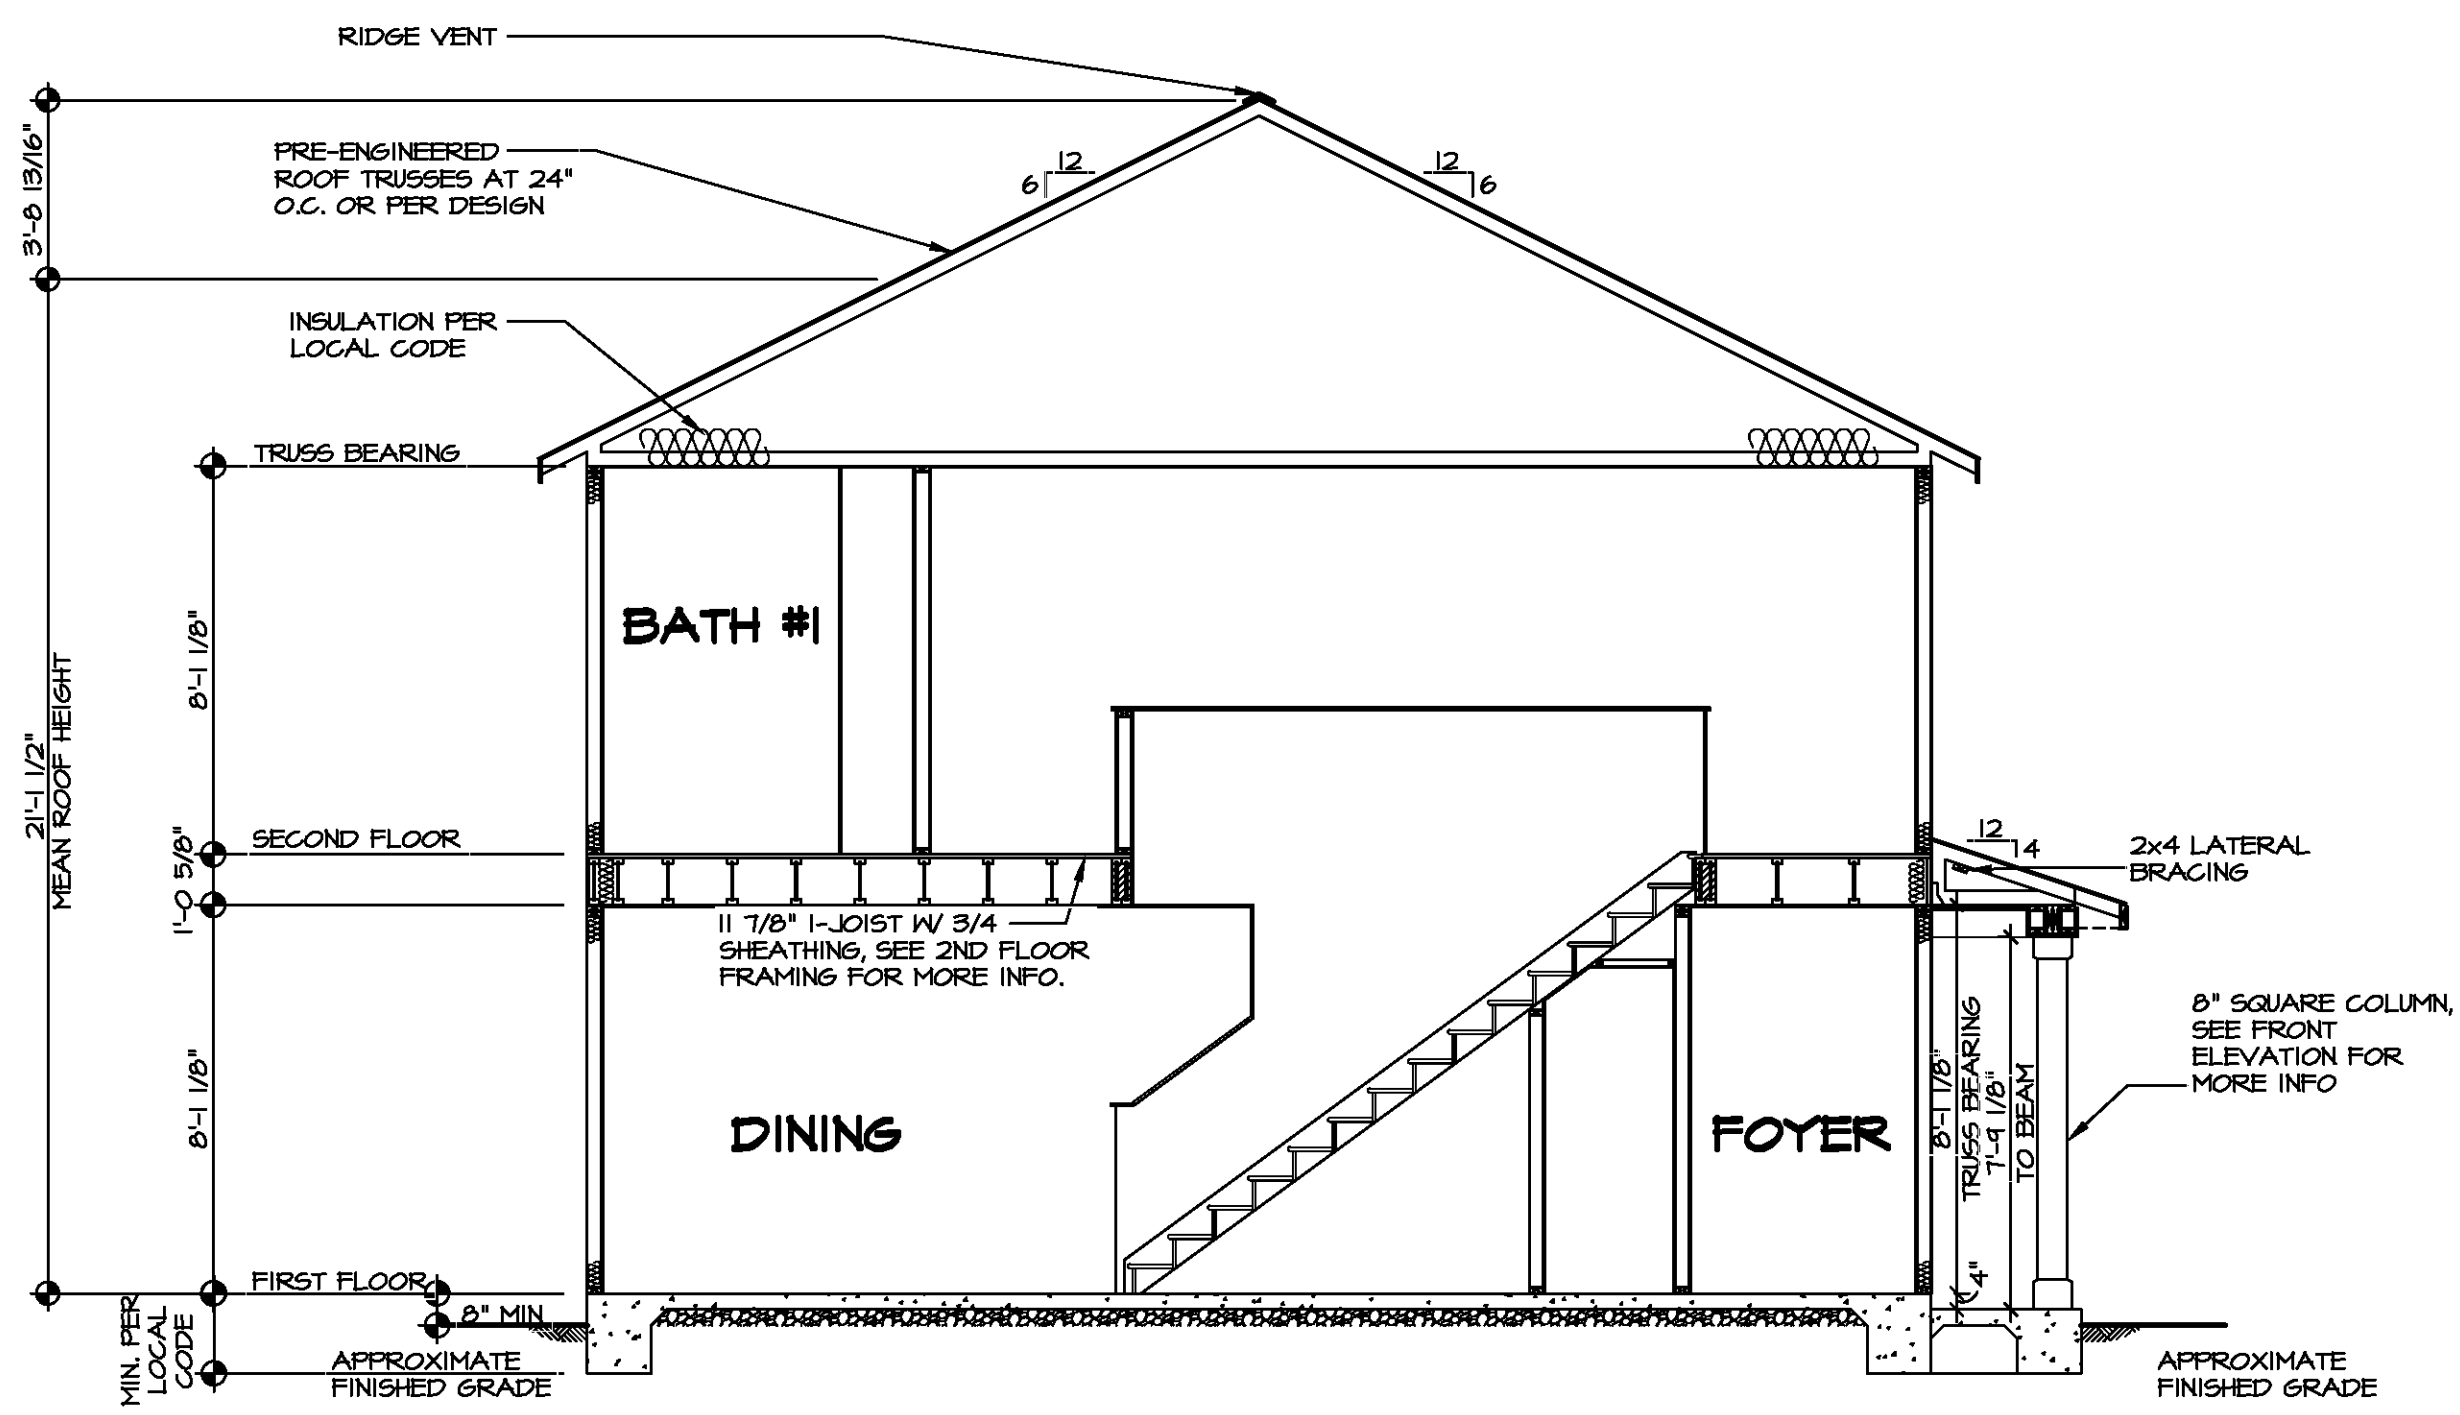 RIDGE VENT
3'-8 13/16"
PRE-ENGINEERED
ROOF TRUSSES AT 24"
O.C. OR PER DESIGN
12
6
12
6
INSULATION PER
LOCAL CODE
TRUSS BEARING
8'-1 1/8"
BATH #1
21'-1 1/2"
MEAN ROOF HEIGHT
SECOND FLOOR
1'-0 5/8"
12
4
2x4 LATERAL
BRACING
11 7/8" I-JOIST W/ 3/4
SHEATHING, SEE 2ND FLOOR
FRAMING FOR MORE INFO.
8" SQUARE COLUMN,
SEE FRONT
ELEVATION FOR
MORE INFO
8'-1 1/8"
DINING
FOYER
8'-1 1/8"
TRUSS BEARING
7'-9 1/8"
TO BEAM
4"
FIRST FLOOR
8" MIN
MIN. PER
LOCAL
CODE
APPROXIMATE
FINISHED GRADE
APPROXIMATE
FINISHED GRADE